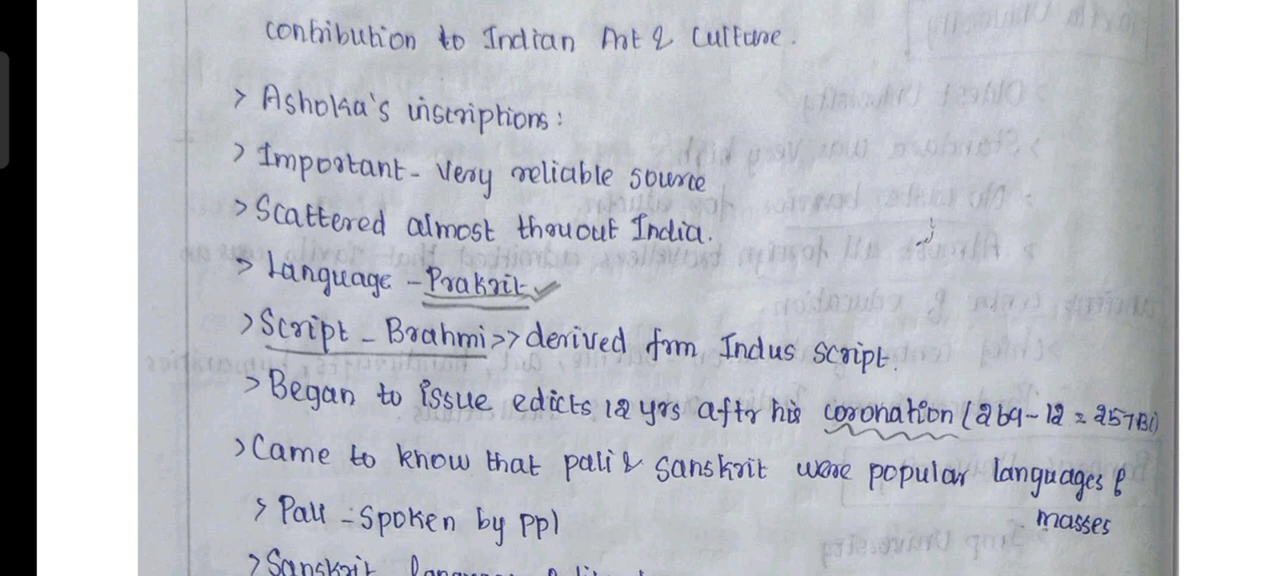 contribution to Indian Art & Culture.
> Ashoka's inscriptions:
> Important - Very reliable source
> Scattered almost thruout India.
> Language - Prakrit ✓
> Script - Brahmi >> derived from Indus script.
> Began to issue edicts 12 yrs aftr his coronation (269-12 = 257BC)
> Came to know that pali & Sanskrit were popular languages of
masses
> Pali - Spoken by ppl
> Sanskrit